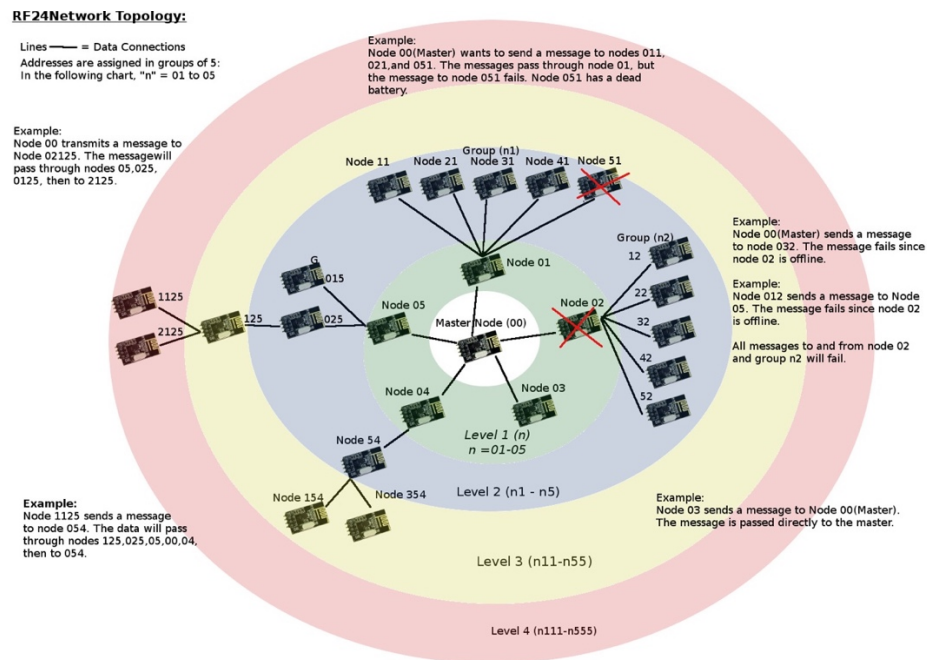 RF24Network Topology:
Lines —— = Data Connections
Addresses are assigned in groups of 5:
In the following chart, "n" = 01 to 05
Example:
Node 00(Master) wants to send a message to nodes 011,
021,and 051. The messages pass through node 01, but
the message to node 051 fails. Node 051 has a dead
battery.
Example:
Node 00 transmits a message to
Node 02125. The messagewill
pass through nodes 05,025,
0125, then to 2125.
Group (n1)
Node 11
Node 21
Node 31
Node 41
Node 51
Example:
Node 00(Master) sends a message
to node 032. The message fails since
node 02 is offline.
Example:
Node 012 sends a message to Node
05. The message fails since node 02
is offline.
All messages to and from node 02
and group n2 will fail.
Group (n2)
12
22
32
42
52
Node 01
G
015
025
Node 05
Node 02
1125
2125
125
Master Node (00)
Node 04
Node 03
Level 1 (n)
n =01-05
Node 54
Level 2 (n1 - n5)
Node 154
Node 354
Example:
Node 1125 sends a message
to node 054. The data will pass
through nodes 125,025,05,00,04,
then to 054.
Example:
Node 03 sends a message to Node 00(Master).
The message is passed directly to the master.
Level 3 (n11-n55)
Level 4 (n111-n555)